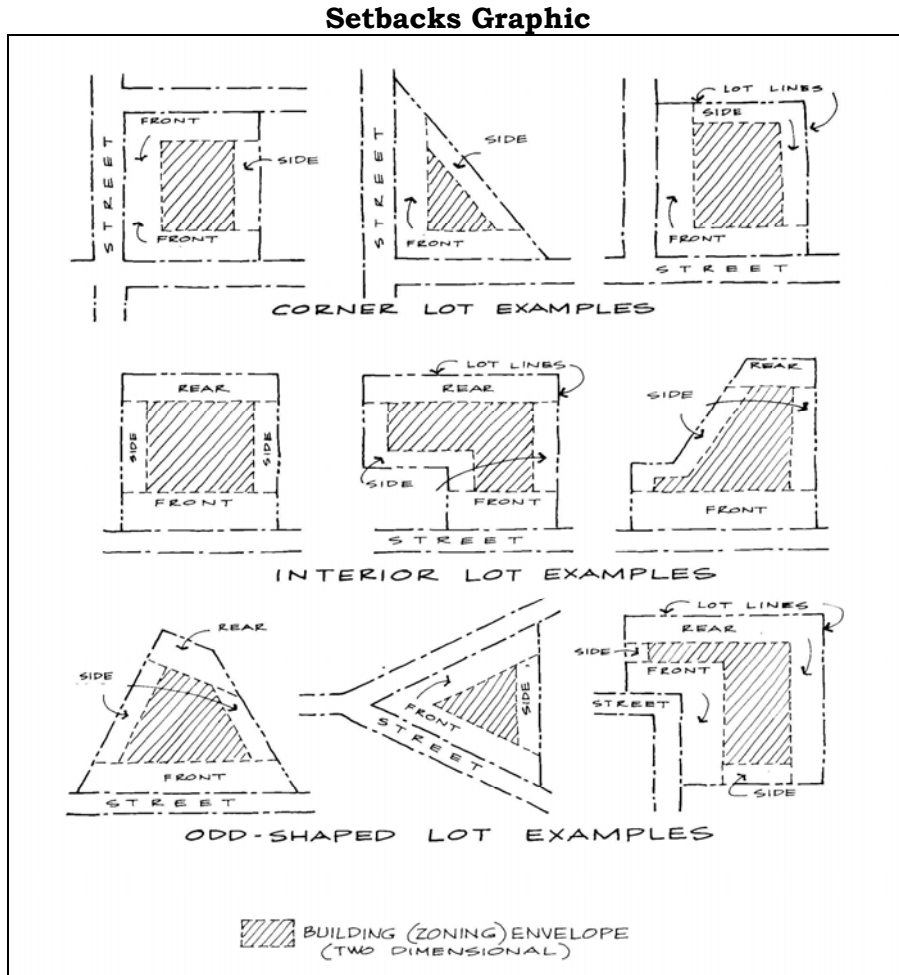 Setbacks Graphic
FRONT
SIDE
STREET
FRONT
SIDE
STREET
FRONT
LOT LINES
SIDE
FRONT
STREET
CORNER LOT EXAMPLES
REAR
SIDE
SIDE
FRONT
LOT LINES
REAR
SIDE
STREET
REAR
SIDE
FRONT
INTERIOR LOT EXAMPLES
REAR
SIDE
FRONT
STREET
FRONT
SIDE
STREET
LOT LINES
REAR
SIDE
FRONT
STREET
SIDE
ODD-SHAPED LOT EXAMPLES
BUILDING (ZONING) ENVELOPE
(TWO DIMENSIONAL)